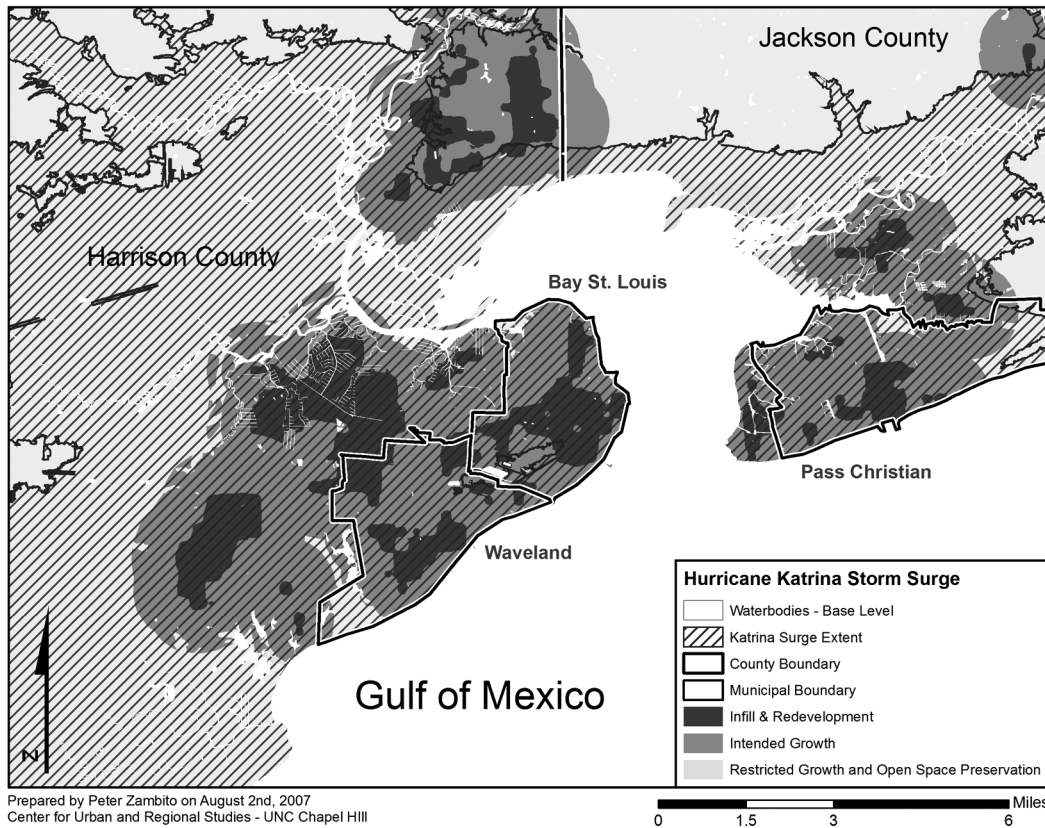 Jackson County
Harrison County
Bay St. Louis
Pass Christian
Waveland
Gulf of Mexico
Hurricane Katrina Storm Surge
Waterbodies - Base Level
Katrina Surge Extent
County Boundary
Municipal Boundary
Infill & Redevelopment
Intended Growth
Restricted Growth and Open Space Preservation
N
Prepared by Peter Zambito on August 2nd, 2007
Center for Urban and Regional Studies - UNC Chapel HIll
Miles
0 1.5 3 6